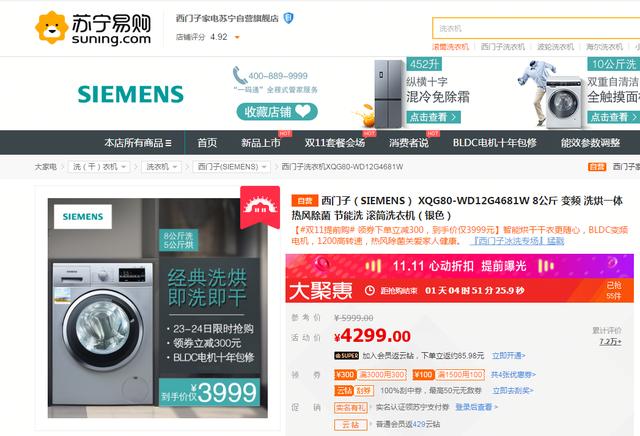 苏宁易购
suning.com
西门子家电苏宁自营旗舰店
店铺评分 4.92
洗衣机
滚筒洗衣机 西门子洗衣机 波轮洗衣机 海尔洗衣机
SIEMENS
400-889-9999
"一码通"全程式管家服务
收藏店铺
452升
纵横十字
混冷免除霜
点击查看
10公斤洗
双重自清洁
全触摸面板
点击查看
本店所有商品
首页
新品上市
HOT
双11套餐会场
HOT
消费者说
HOT
BLDC电机十年包修
能效参数调整
大家电 > 洗(干)衣机 > 洗衣机 > 西门子(SIEMENS) > 西门子洗衣机XQG80-WD12G4681W
自营 西门子
SIEMENS
8公斤洗
5公斤烘
经典洗烘
即洗即干
• 23-24日限时抢购
• 领券立减300元
• BLDC电机十年包修
到手价仅 ¥3999
自营 西门子(SIEMENS) XQG80-WD12G4681W 8公斤 变频 洗烘一体
热风除菌 节能洗 滚筒洗衣机(银色)
【#双11提前购# 领券下单立减300,到手价仅3999元】智能烘干干衣更随心,BLDC变频
电机,1200高转速,热风除菌关爱家人健康。 『西门子冰洗专场』猛戳
11.11 心动折扣 提前曝光
大聚惠
距抢购结束 01 天 04 时 51 分 25.9 秒
已抢
55件
参 考 价 ¥5999.00
活 动 价 ¥4299.00
累计评价
7.2万+
SUPER 加入会员返云钻,下单立返约85.98元 立即开通>
领 券 ¥300 满3000用300 ¥100 满1500用100 共4张优惠券>
云钻 刮券 100%刮中券,最高50元无敌券 立即去刮奖>
促 销 实名有礼 实名认证领苏宁支付券 登录后查看>
云 钻 普通会员返429云钻